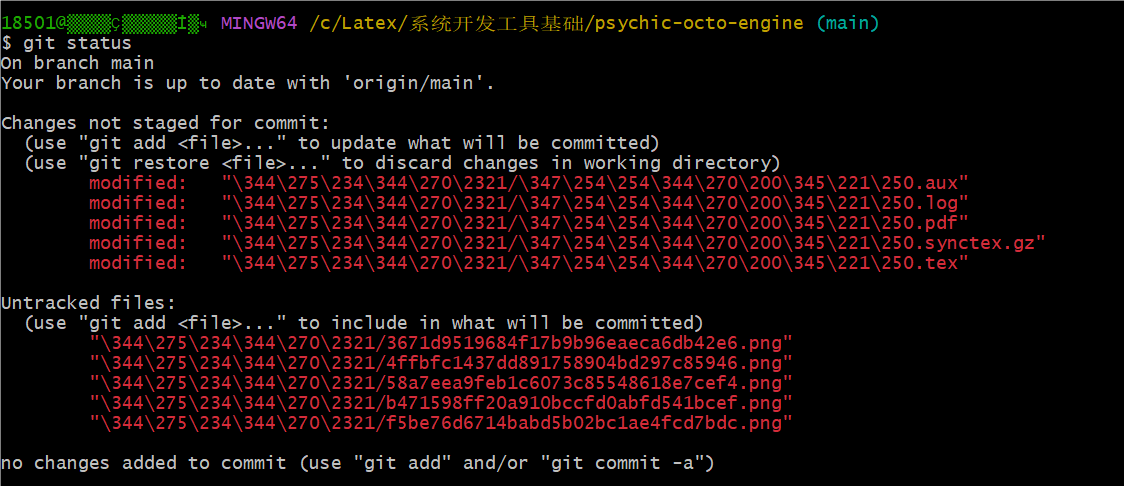 18501@ MINGW64 /c/Latex/系统开发工具基础/psychic-octo-engine (main)
$ git status
On branch main
Your branch is up to date with 'origin/main'.
Changes not staged for commit:
  (use "git add <file>..." to update what will be committed)
  (use "git restore <file>..." to discard changes in working directory)
        modified:   "\344\275\234\344\270\2321/\347\254\254\344\270\200\345\221\250.aux"
        modified:   "\344\275\234\344\270\2321/\347\254\254\344\270\200\345\221\250.log"
        modified:   "\344\275\234\344\270\2321/\347\254\254\344\270\200\345\221\250.pdf"
        modified:   "\344\275\234\344\270\2321/\347\254\254\344\270\200\345\221\250.synctex.gz"
        modified:   "\344\275\234\344\270\2321/\347\254\254\344\270\200\345\221\250.tex"
Untracked files:
  (use "git add <file>..." to include in what will be committed)
        "\344\275\234\344\270\2321/3671d9519684f17b9b96eaeca6db42e6.png"
        "\344\275\234\344\270\2321/4ffbfc1437dd891758904bd297c85946.png"
        "\344\275\234\344\270\2321/58a7eea9feb1c6073c85548618e7cef4.png"
        "\344\275\234\344\270\2321/b471598ff20a910bccfd0abfd541bcef.png"
        "\344\275\234\344\270\2321/f5be76d6714babd5b02bc1ae4fcd7bdc.png"
no changes added to commit (use "git add" and/or "git commit -a")